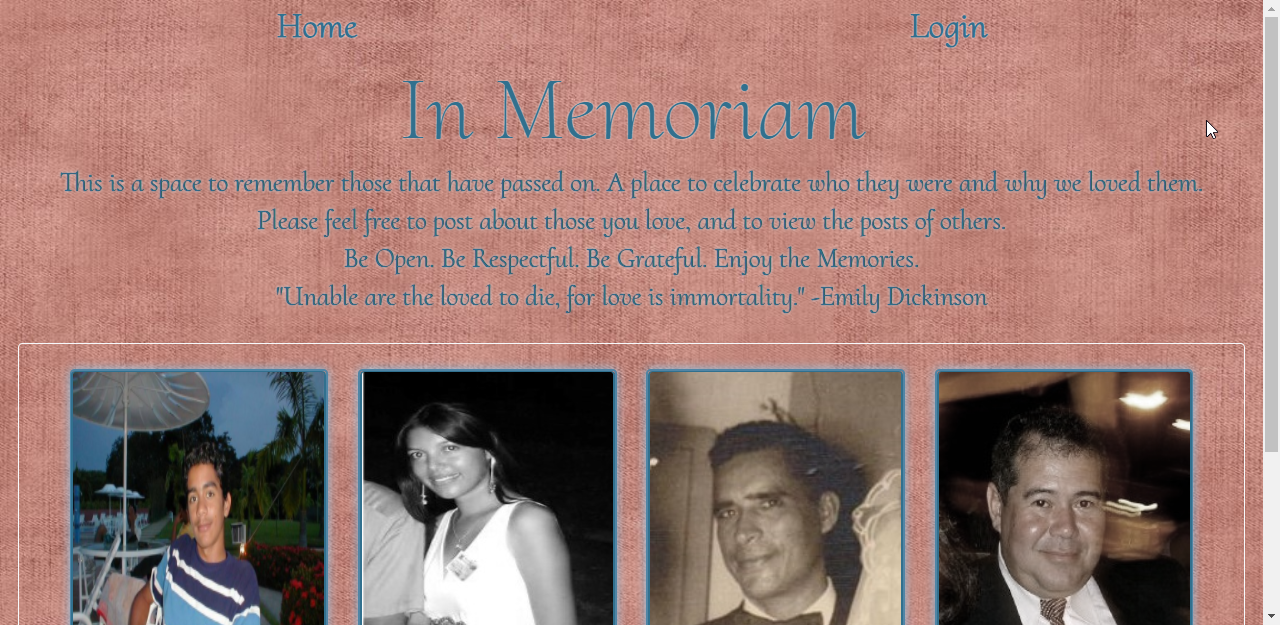 Home Login
In Memoriam
This is a space to remember those that have passed on. A place to celebrate who they were and why we loved them.
Please feel free to post about those you love, and to view the posts of others.
Be Open. Be Respectful. Be Grateful. Enjoy the Memories.
"Unable are the loved to die, for love is immortality." -Emily Dickinson